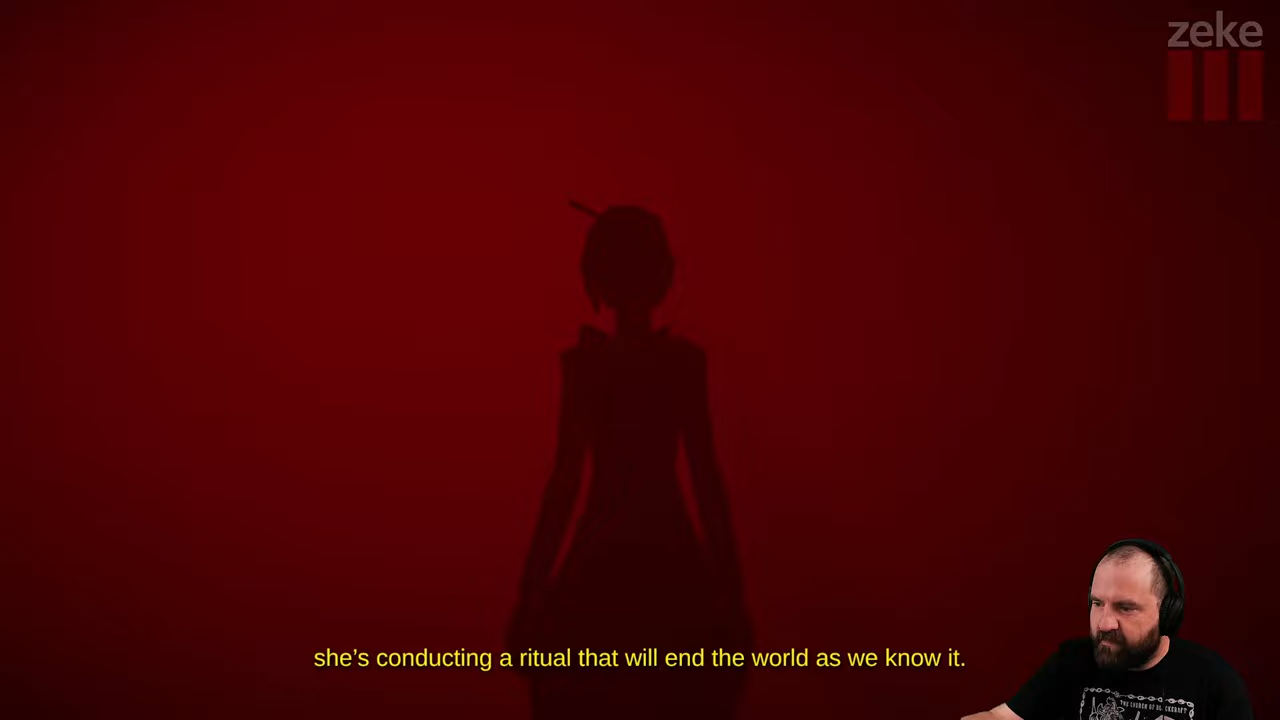 zeke
she's conducting a ritual that will end the world as we know it.